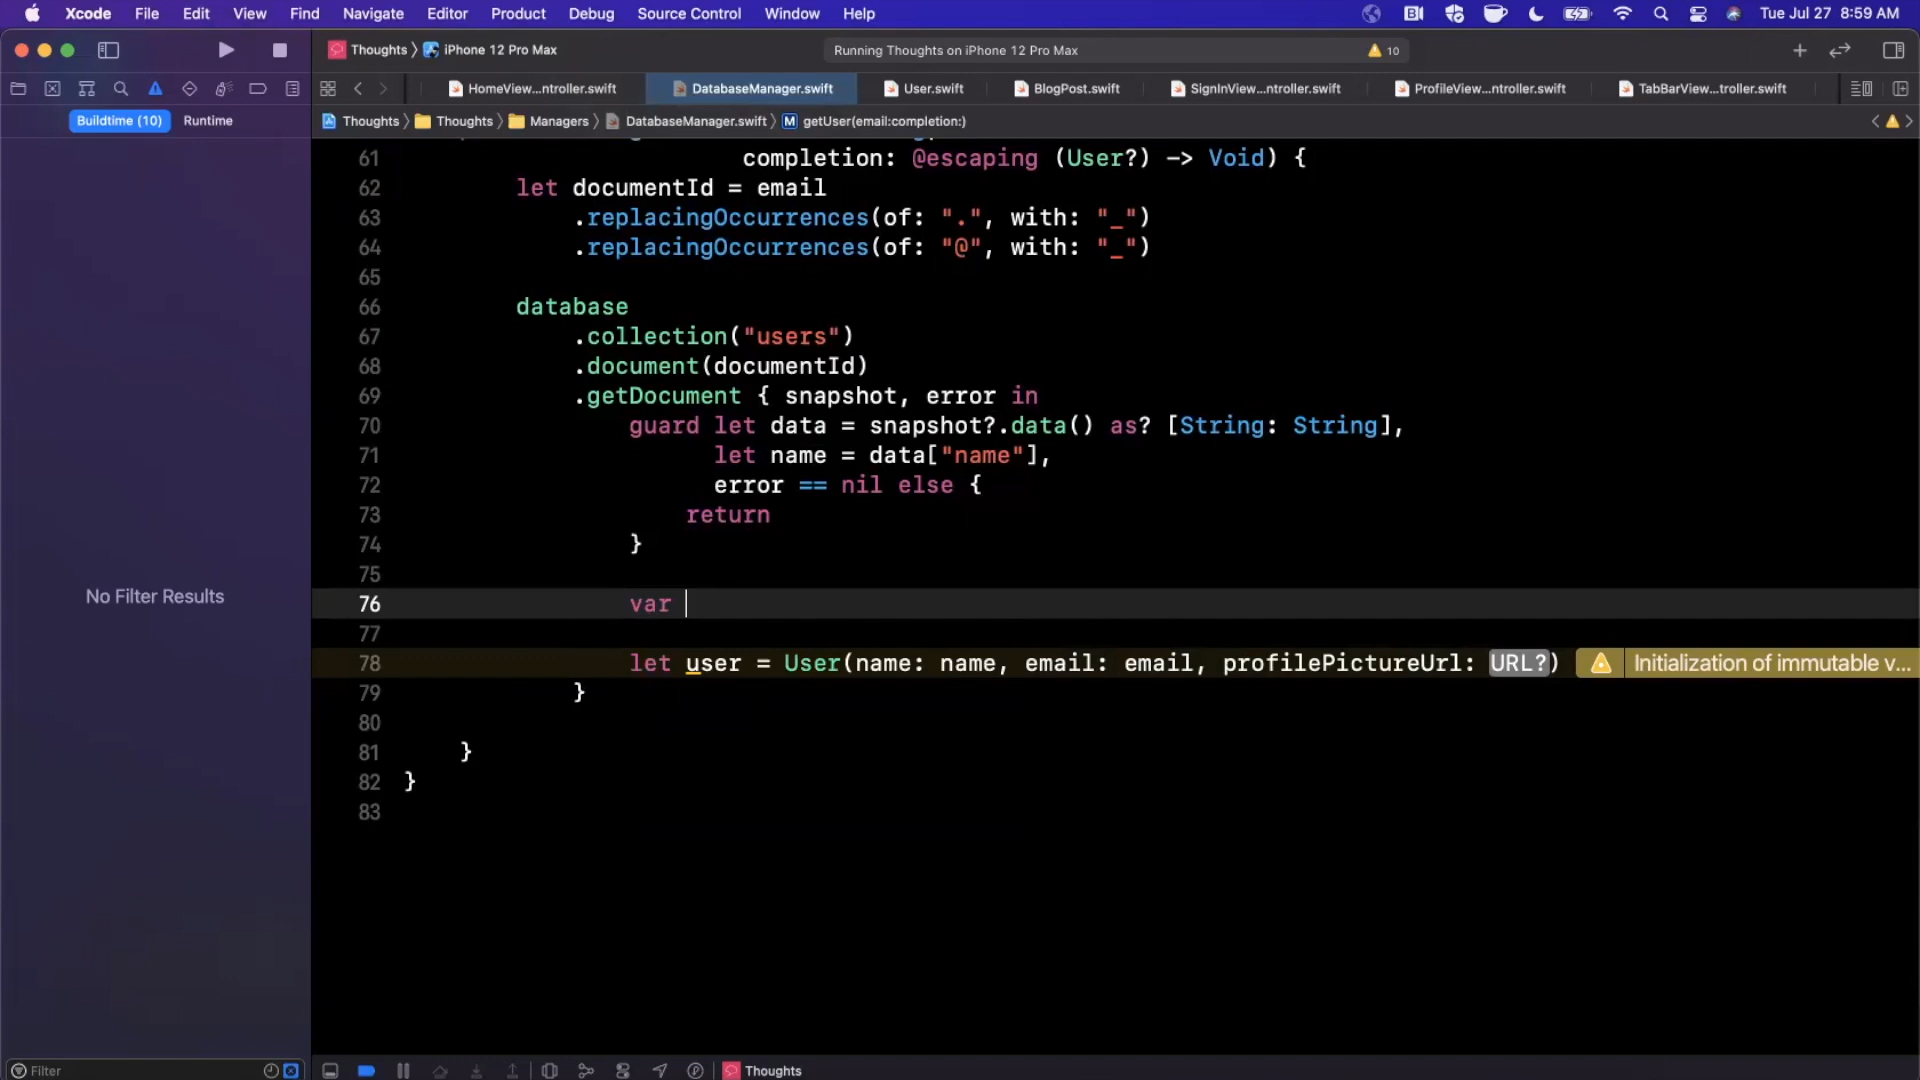 Xcode File Edit View Find Navigate Editor Product Debug Source Control Window Help Tue Jul 27 8:59 AM
Thoughts iPhone 12 Pro Max Running Thoughts on iPhone 12 Pro Max 10
HomeView...ntroller.swift DatabaseManager.swift User.swift BlogPost.swift SignInView...ntroller.swift ProfileView...ntroller.swift TabBarView...troller.swift
Buildtime (10) Runtime
Thoughts Thoughts Managers DatabaseManager.swift M getUser(email:completion:)
61 completion: @escaping (User?) -> Void) {
62 let documentId = email
63 .replacingOccurrences(of: ".", with: "_")
64 .replacingOccurrences(of: "@", with: "_")
65
66 database
67 .collection("users")
68 .document(documentId)
69 .getDocument { snapshot, error in
70 guard let data = snapshot?.data() as? [String: String],
71 let name = data["name"],
72 error == nil else {
73 return
74 }
75
76 var
77
78 let user = User(name: name, email: email, profilePictureUrl: URL?) Initialization of immutable v...
79 }
80
81 }
82 }
83
No Filter Results
Filter
Thoughts